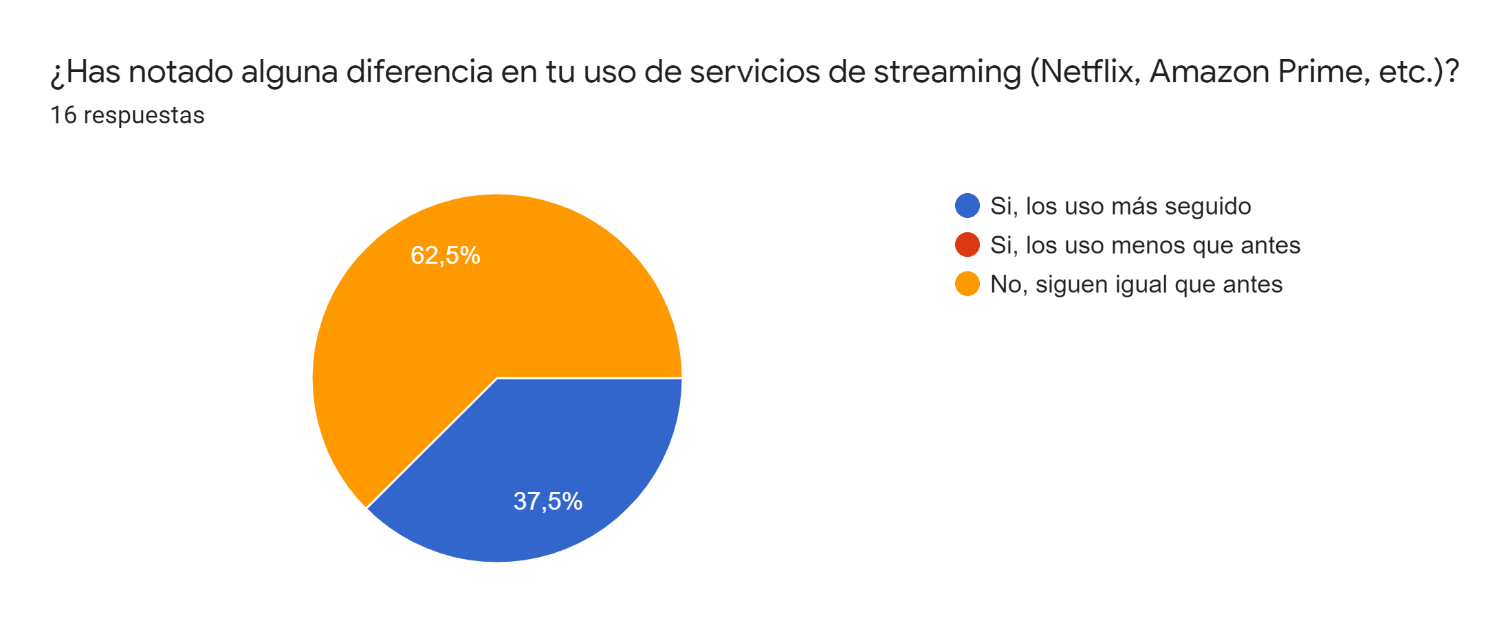 ¿Has notado alguna diferencia en tu uso de servicios de streaming (Netflix, Amazon Prime, etc.)?
16 respuestas
Si, los uso más seguido
Si, los uso menos que antes
No, siguen igual que antes
62,5%
37,5%